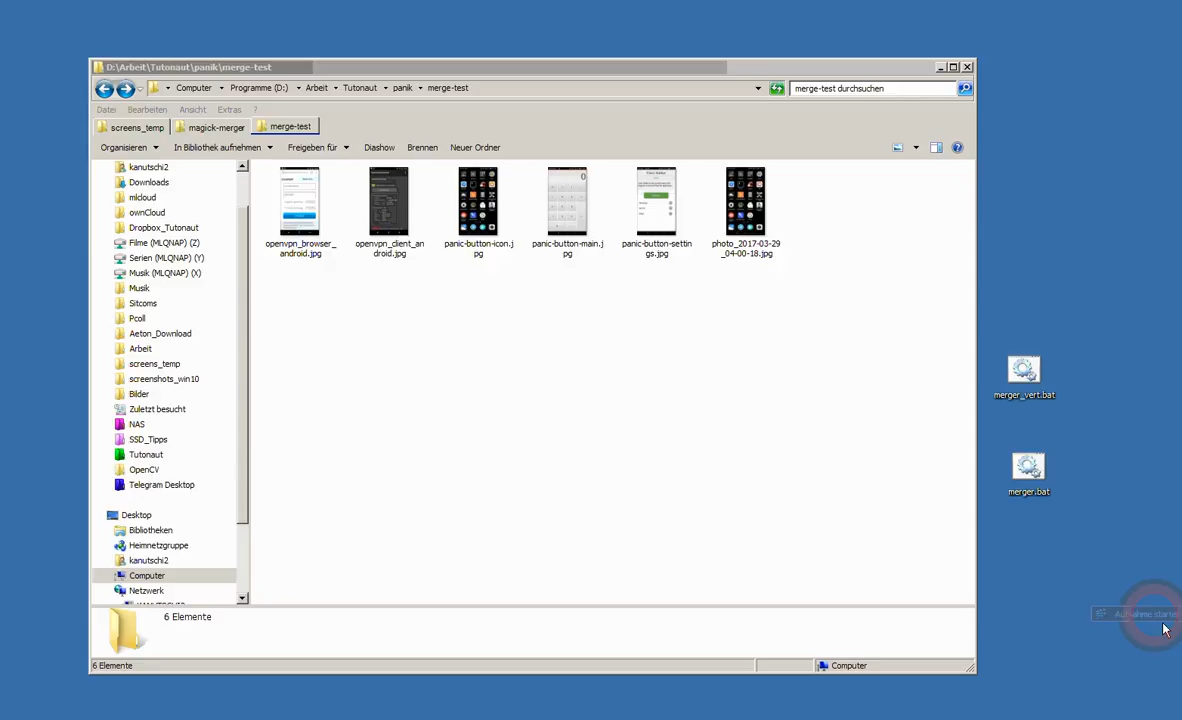 D:\Arbeit\Tutonaut\panik\merge-test
Computer Programme (D:) Arbeit Tutonaut panik merge-test
merge-test durchsuchen
Datei Bearbeiten Ansicht Extras ?
screens_temp magick-merger merge-test
Organisieren In Bibliothek aufnehmen Freigeben für Diashow Brennen Neuer Ordner
kanutschi2
Downloads
mlcloud
ownCloud
Dropbox_Tutonaut
Filme (MLQNAP) (Z)
Serien (MLQNAP) (Y)
Musik (MLQNAP) (X)
Musik
Sitcoms
Pcoll
Aeton_Download
Arbeit
screens_temp
screenshots_win10
Bilder
Zuletzt besucht
NAS
SSD_Tipps
Tutonaut
OpenCV
Telegram Desktop
Desktop
Bibliotheken
Heimnetzgruppe
kanutschi2
Computer
Netzwerk
openvpn_browser_
android.jpg
openvpn_client_an
droid.jpg
panic-button-icon.j
pg
panic-button-main.j
pg
panic-button-settin
gs.jpg
photo_2017-03-29
_04-00-18.jpg
merger_vert.bat
merger.bat
Aufnahme starte
6 Elemente
6 Elemente
Computer